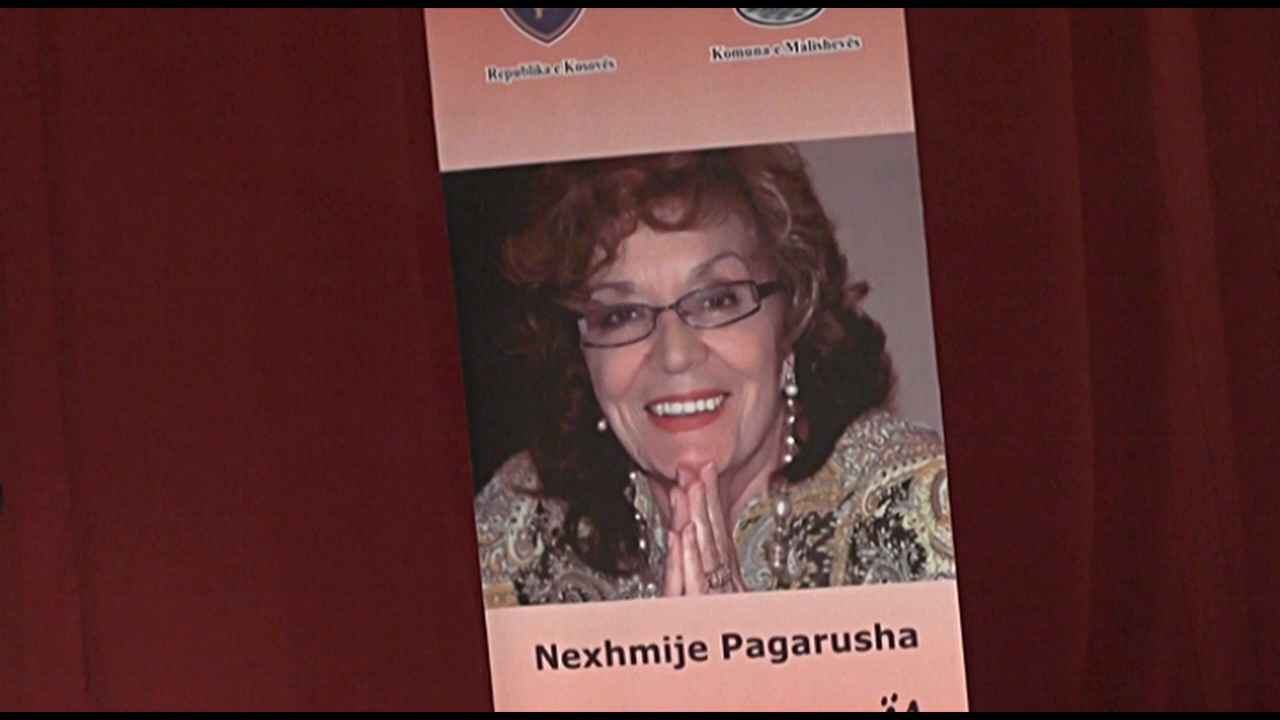 Republika e Kosovës
Komuna e Malishevës
Nexhmije Pagarusha